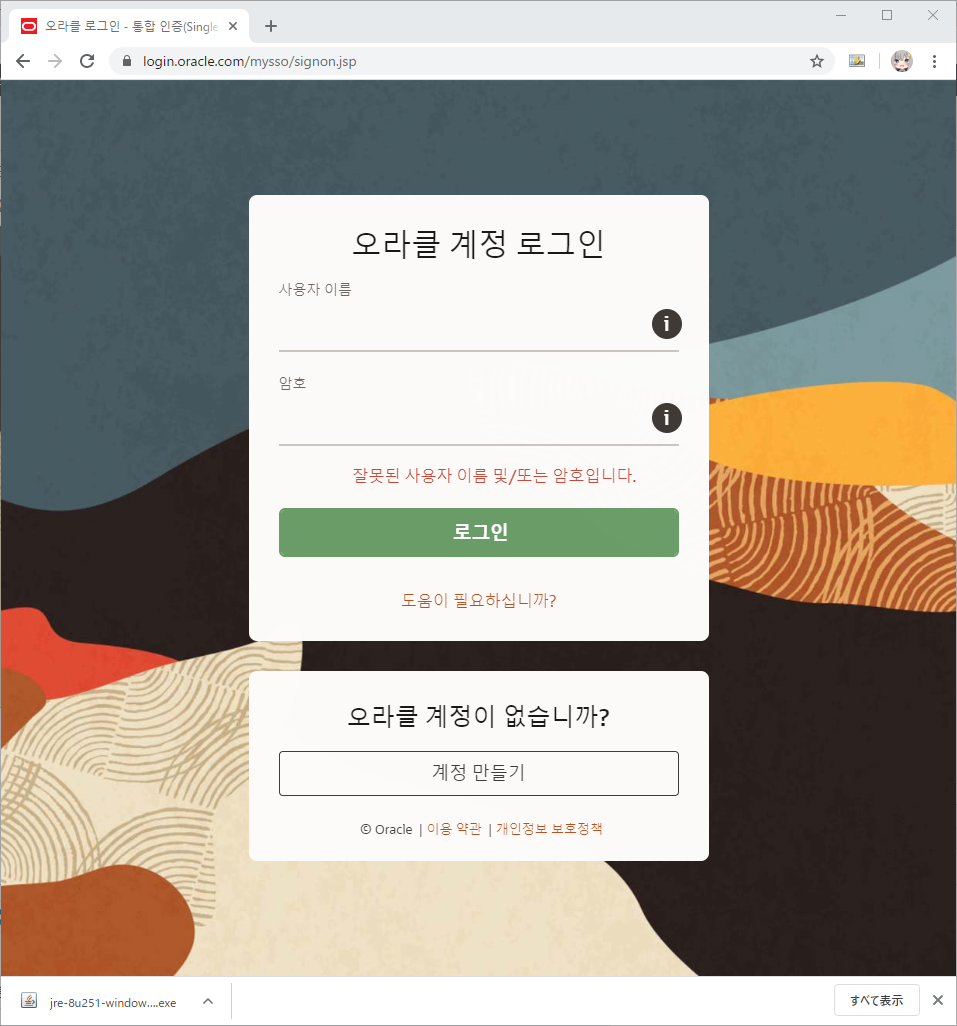 오라클 로그인 - 통합 인증(Single
login.oracle.com/mysso/signon.jsp
오라클 계정 로그인
사용자 이름
i
암호
i
잘못된 사용자 이름 및/또는 암호입니다.
로그인
도움이 필요하십니까?
오라클 계정이 없습니까?
계정 만들기
© Oracle | 이용 약관 | 개인정보 보호정책
jre-8u251-window....exe
すべて表示